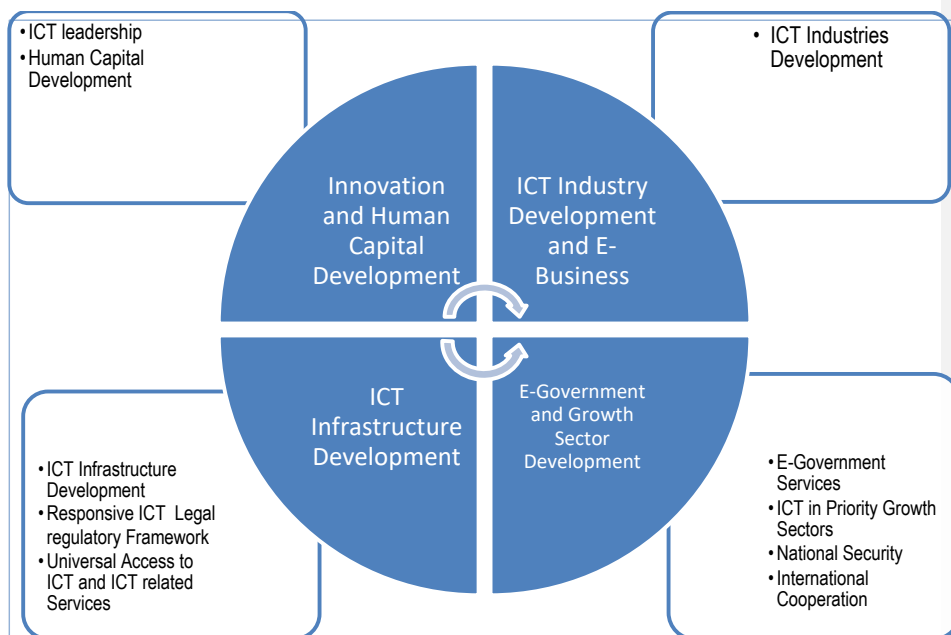 •ICT leadership
•Human Capital
Development
• ICT Industries
Development
Innovation
and Human
Capital
Development
ICT Industry
Development
and E-
Business
ICT
Infrastructure
Development
E-Government
and Growth
Sector
Development
•ICT Infrastructure
Development
•Responsive ICT Legal
regulatory Framework
•Universal Access to
ICT and ICT related
Services
•E-Government
Services
•ICT in Priority Growth
Sectors
•National Security
•International
Cooperation